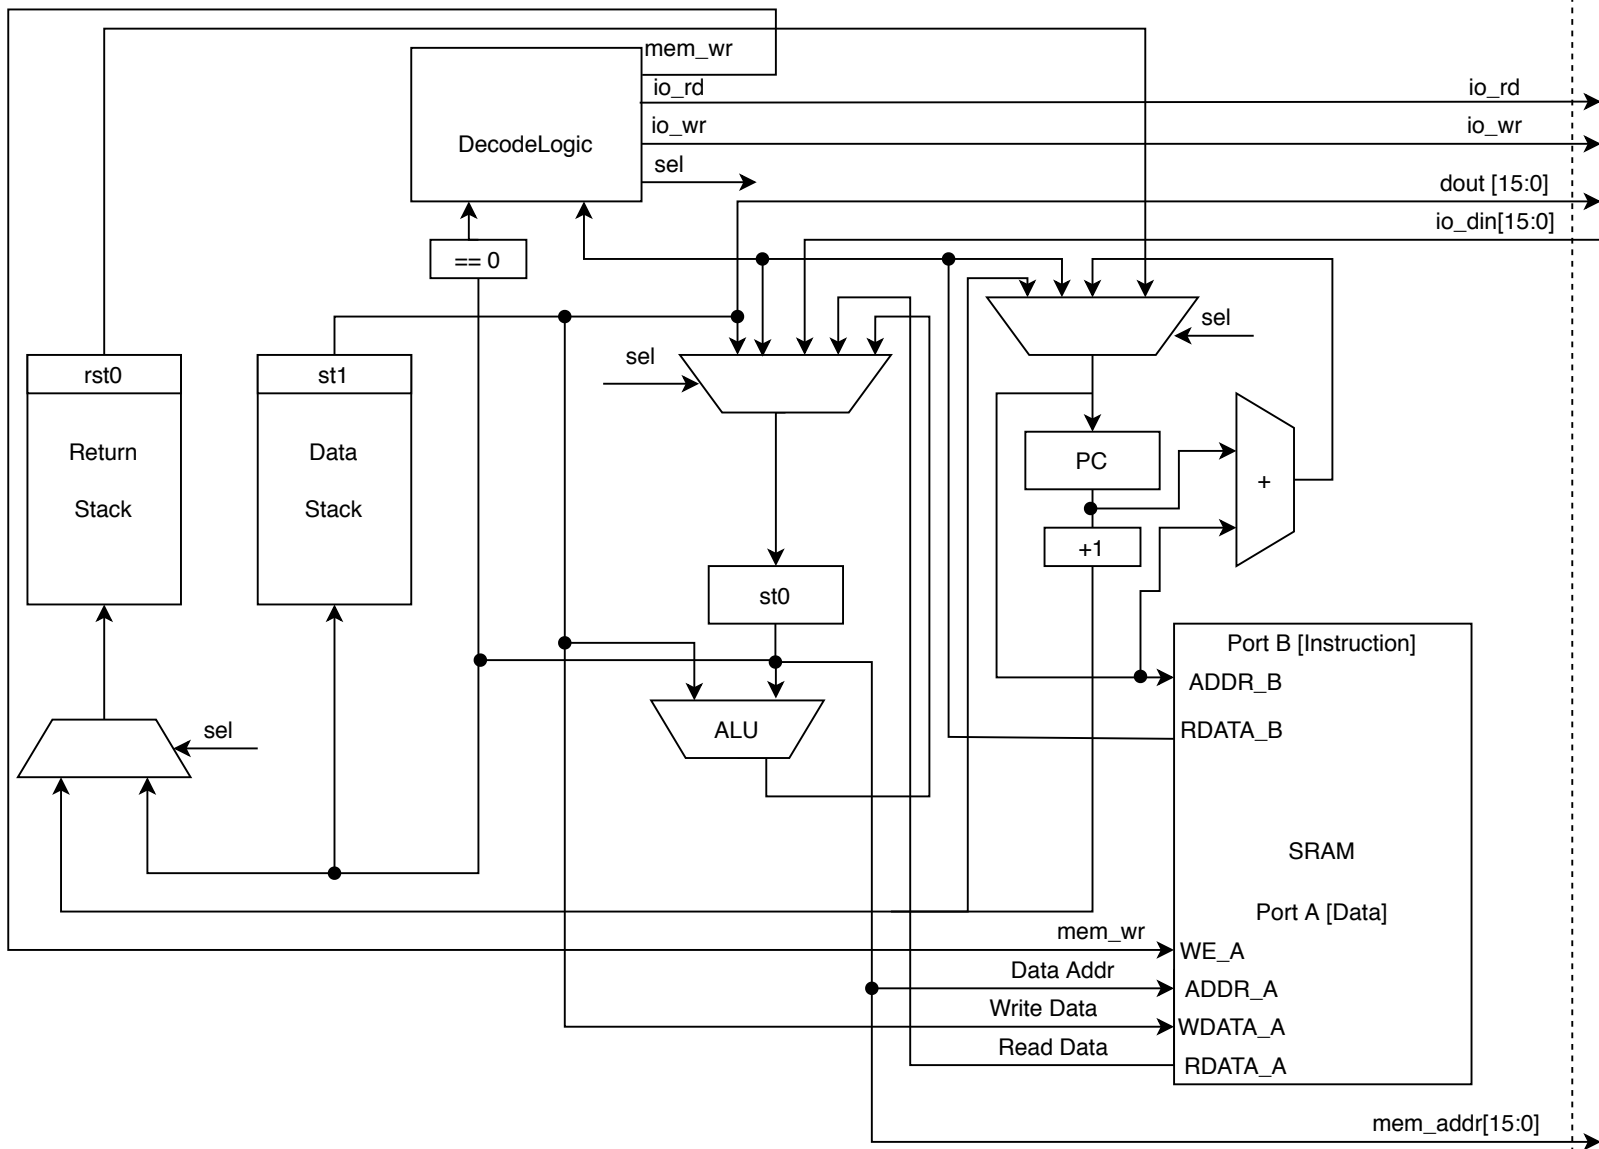 mem_wr
io_rd
io_rd
io_wr
io_wr
DecodeLogic
sel
dout [15:0]
io_din[15:0]
== 0
sel
sel
rst0
st1
Return
Stack
Data
Stack
PC
+
+1
st0
Port B [Instruction]
ADDR_B
RDATA_B
sel
ALU
SRAM
Port A [Data]
mem_wr
WE_A
Data Addr
ADDR_A
Write Data
WDATA_A
Read Data
RDATA_A
mem_addr[15:0]